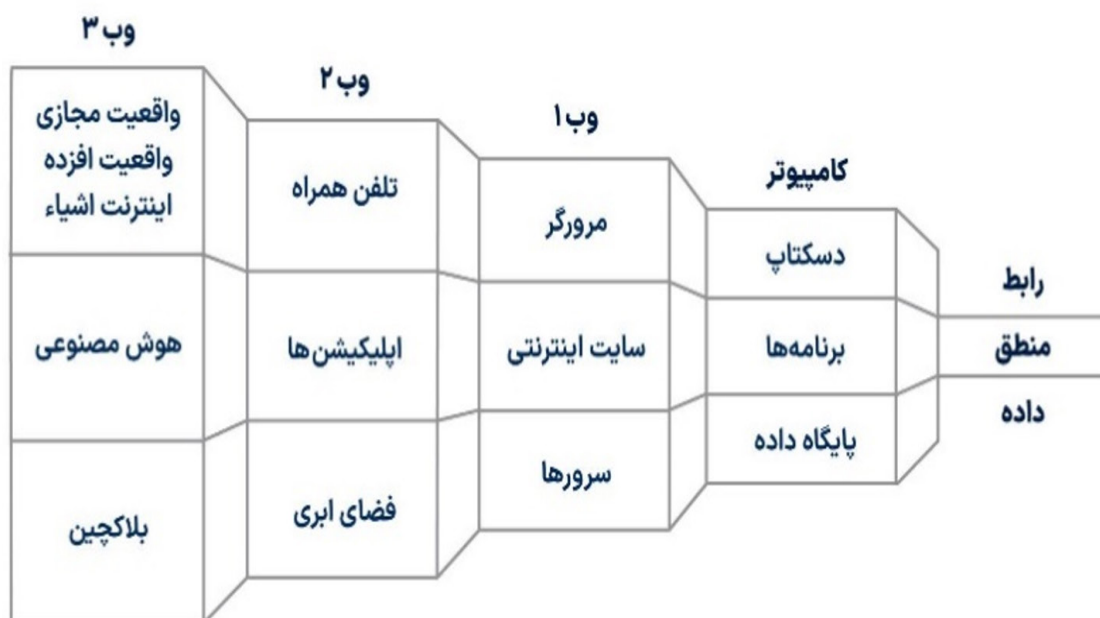 وب ۳
وب ۲
وب ۱
کامپیوتر
واقعیت مجازی
واقعیت افزده
اینترنت اشیاء
تلفن همراه
مرورگر
دسکتاپ
رابط
هوش مصنوعی
اپلیکیشن‌ها
سایت اینترنتی
برنامه‌ها
منطق
بلاکچین
فضای ابری
سرورها
پایگاه داده
داده